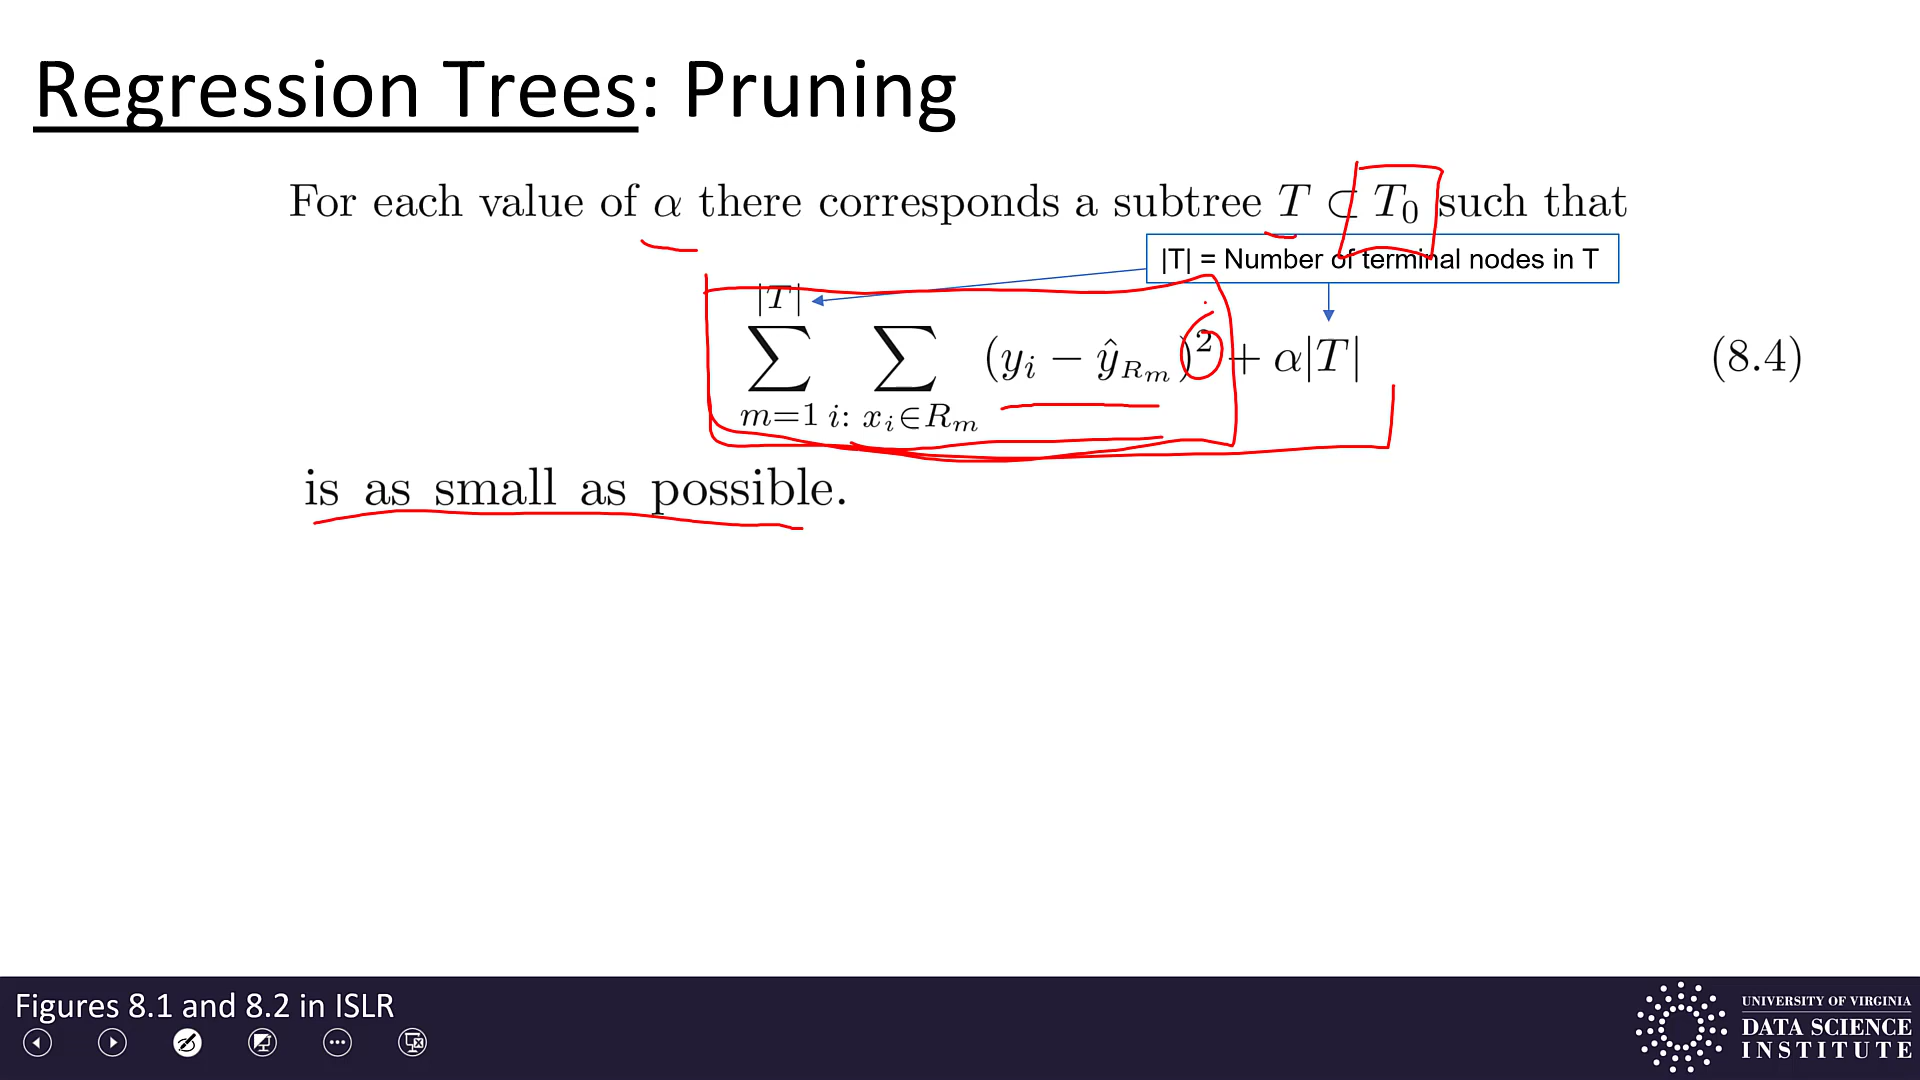 Regression Trees: Pruning
For each value of α there corresponds a subtree T ⊂ T₀ such that
|T| = Number of terminal nodes in T
|T|
∑ ∑ (yᵢ − ŷ_{R_m})² + α|T| (8.4)
m=1 i: xᵢ∈R_m
is as small as possible.
Figures 8.1 and 8.2 in ISLR
UNIVERSITY OF VIRGINIA
DATA SCIENCE
INSTITUTE